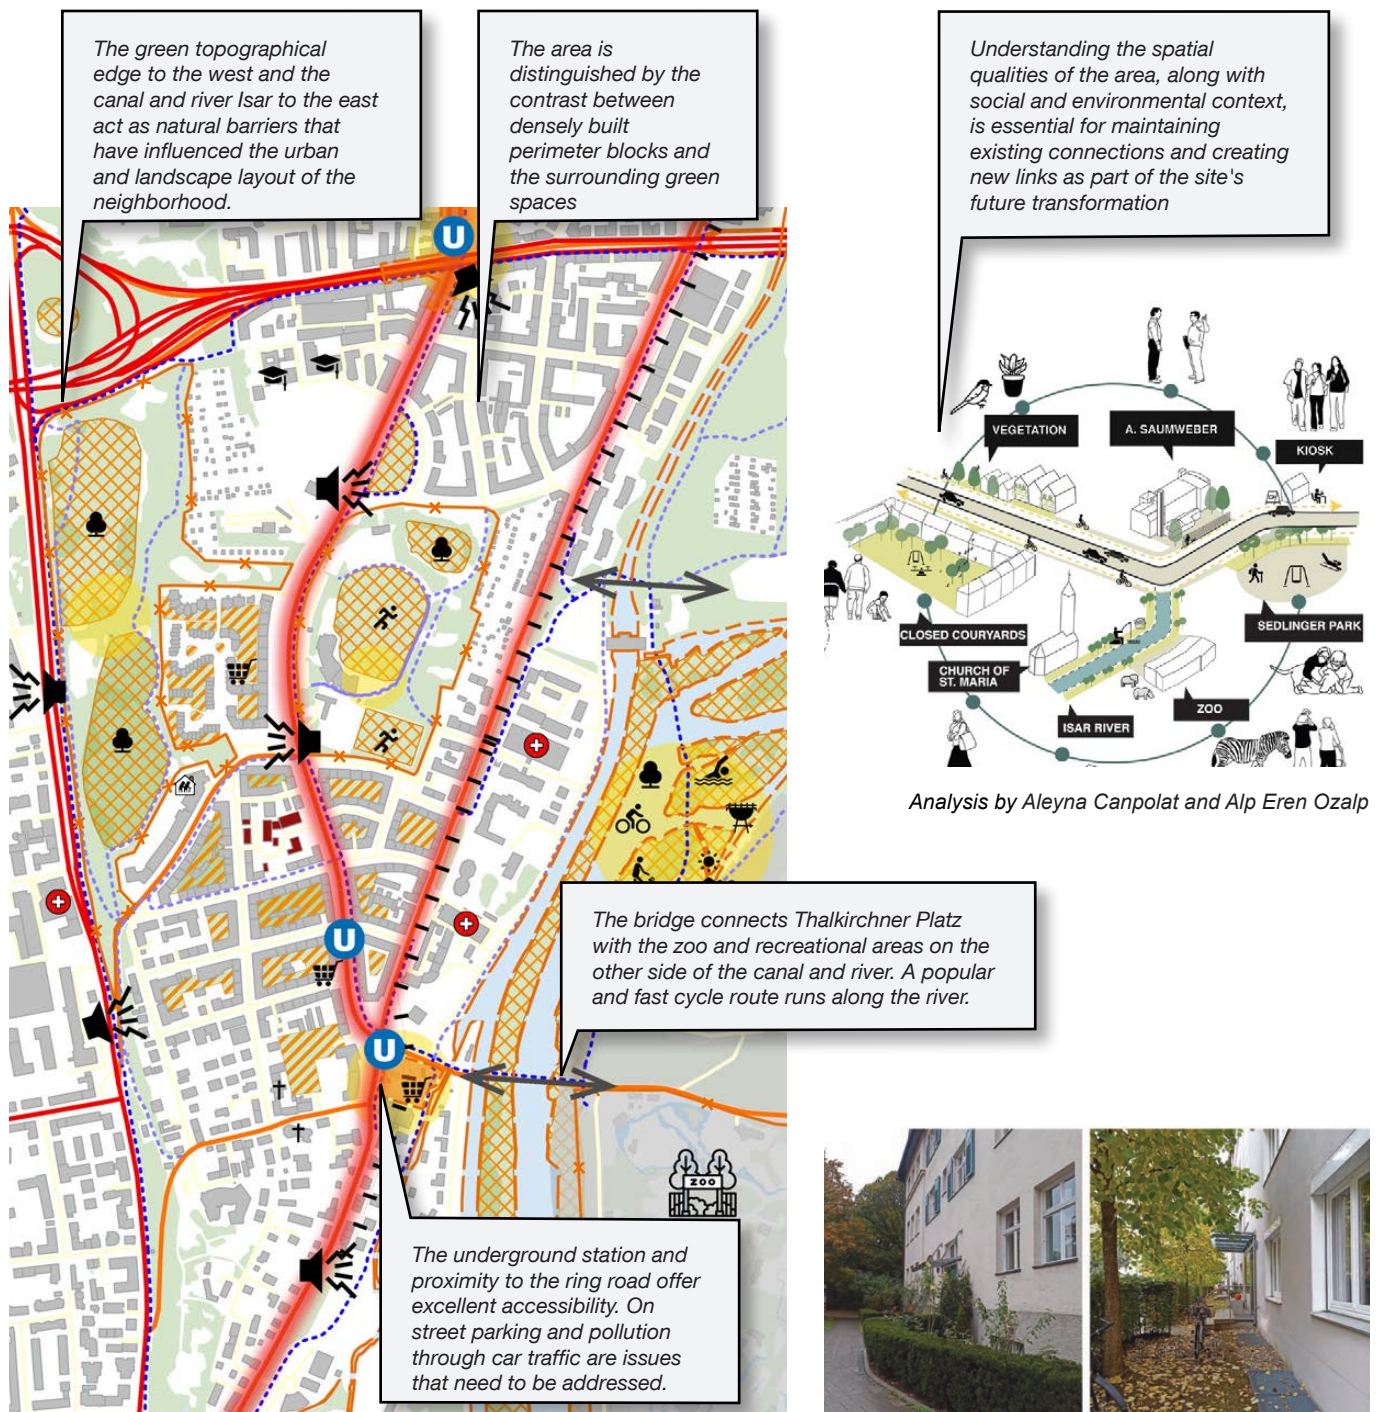 The green topographical
edge to the west and the
canal and river Isar to the east
act as natural barriers that
have influenced the urban
and landscape layout of the
neighborhood.
The area is
distinguished by the
contrast between
densely built
perimeter blocks and
the surrounding green
spaces
Understanding the spatial
qualities of the area, along with
social and environmental context,
is essential for maintaining
existing connections and creating
new links as part of the site's
future transformation
U
VEGETATION
A. SAUMWEBER
KIOSK
CLOSED COURYARDS
SEDLINGER PARK
CHURCH OF
ST. MARIA
ZOO
ISAR RIVER
Analysis by Aleyna Canpolat and Alp Eren Ozalp
The bridge connects Thalkirchner Platz
with the zoo and recreational areas on the
other side of the canal and river. A popular
and fast cycle route runs along the river.
U
U
ZOO
The underground station and
proximity to the ring road offer
excellent accessibility. On
street parking and pollution
through car traffic are issues
that need to be addressed.